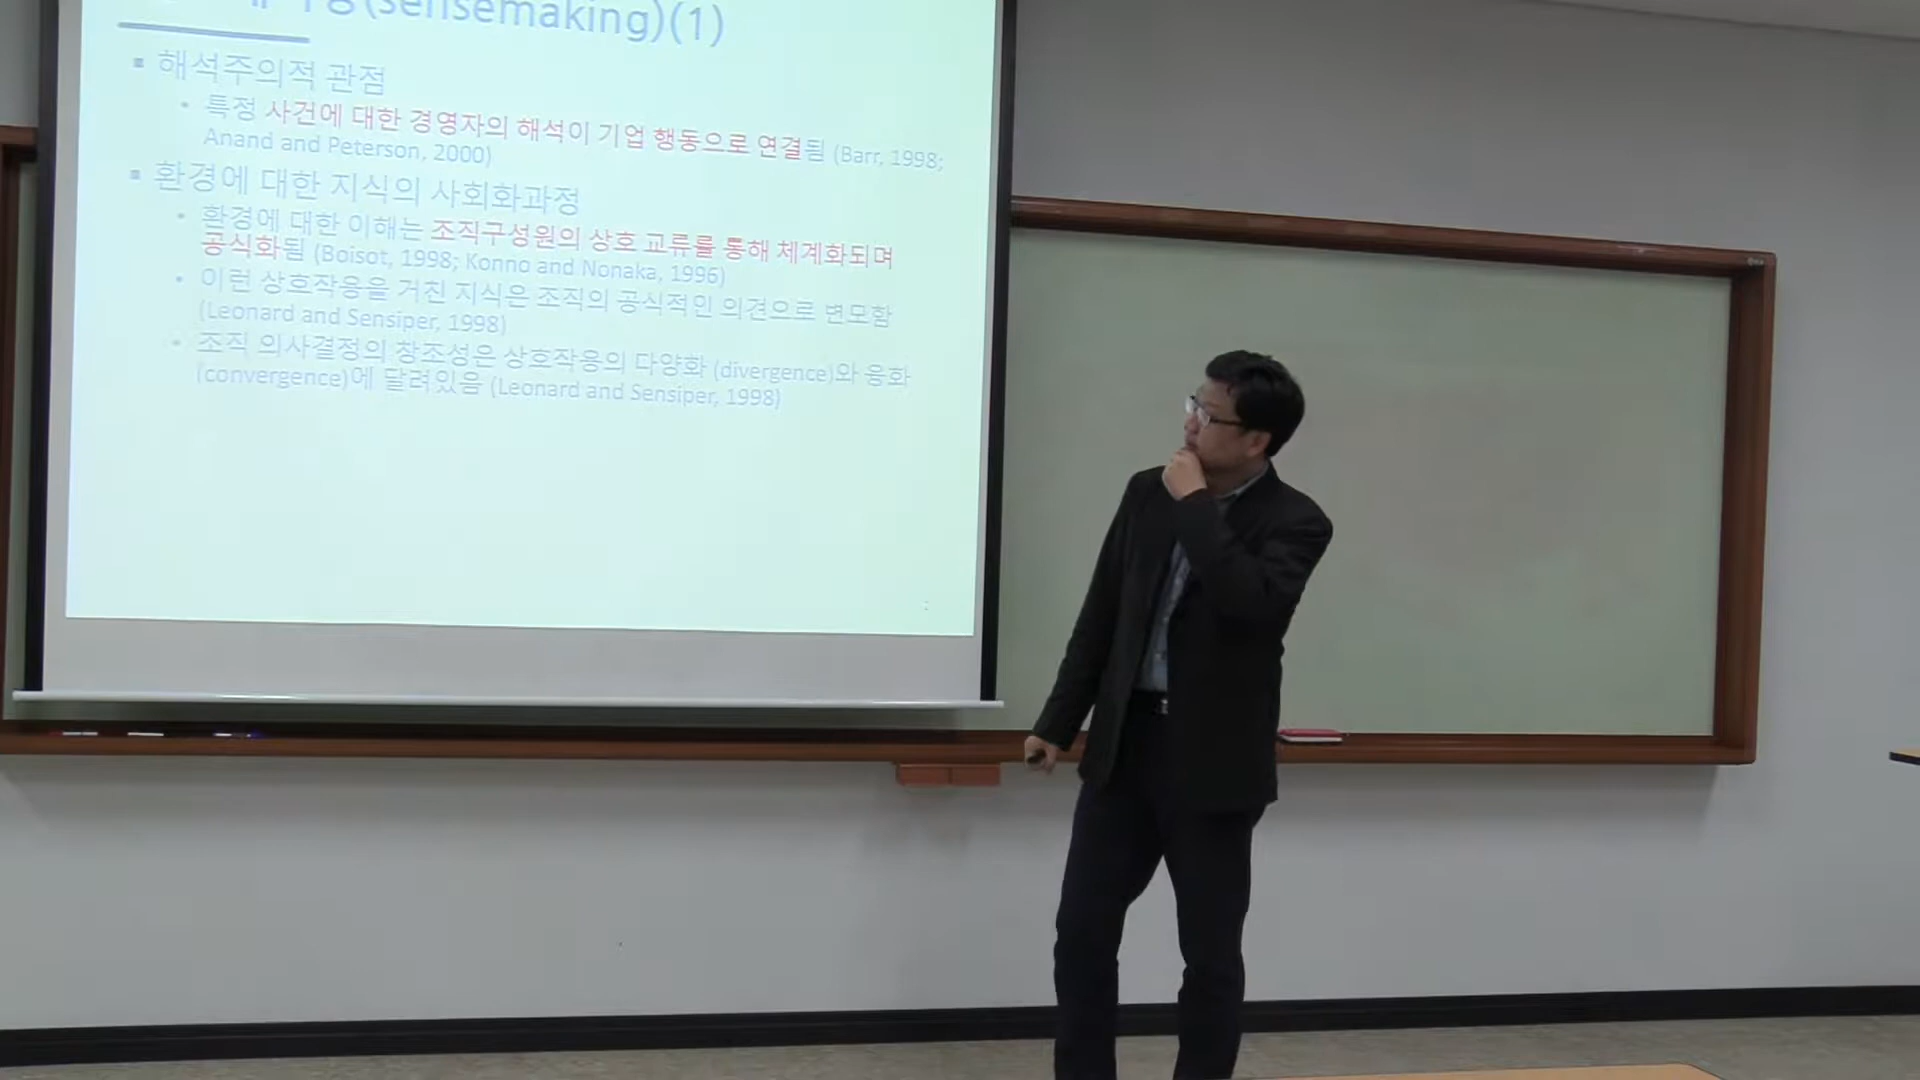 (sensemaking)(1)
▪ 해석주의적 관점
• 특정 사건에 대한 경영자의 해석이 기업 행동으로 연결됨 (Barr, 1998;
Anand and Peterson, 2000)
▪ 환경에 대한 지식의 사회화과정
• 환경에 대한 이해는 조직구성원의 상호 교류를 통해 체계화되며
공식화됨 (Boisot, 1998; Konno and Nonaka, 1996)
• 이런 상호작용을 거친 지식은 조직의 공식적인 의견으로 변모함
(Leonard and Sensiper, 1998)
• 조직 의사결정의 창조성은 상호작용의 다양화 (divergence)와 융화
(convergence)에 달려있음 (Leonard and Sensiper, 1998)